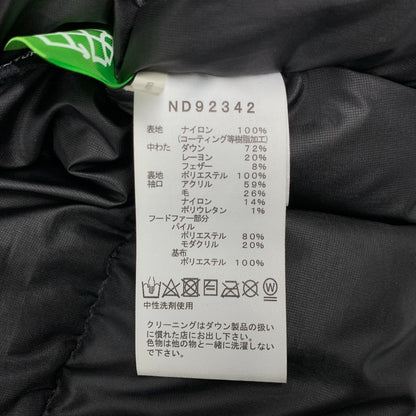 ND92342
表地 ナイロン 100%
(コーティング等樹脂加工)
中わた ダウン 72%
レーヨン 20%
フェザー 8%
裏地 ポリエステル 100%
袖口 アクリル 59%
毛 26%
ナイロン 14%
ポリウレタン 1%
フードファー部分
パイル
ポリエステル 80%
モダクリル 20%
基布
ポリエステル 100%
中性洗剤使用
クリーニングはダウン製品の扱い
に慣れた店にお出し下さい。
色物は他の物と一緒に洗濯しない
で下さい。